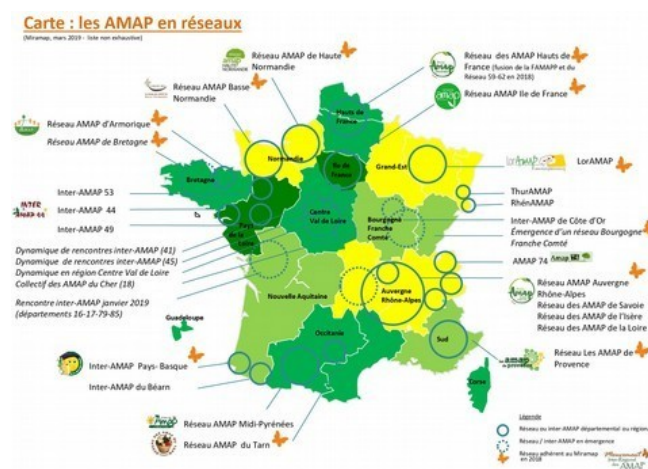 Carte : les AMAP en réseaux
(Miramap, mars 2019 - liste non exhaustive)
Réseau AMAP de Haute
Normandie
Réseau des AMAP Hauts de
France (fusion de la FAMAPP et du
Réseau 59-62 en 2018)
Réseau AMAP Basse
Normandie
Réseau AMAP Ile de France
Réseau AMAP d'Armorique
Réseau AMAP de Bretagne
Hauts de
France
Normandie
Ile de
France
Grand-Est
LorAMAP
Bretagne
Inter-AMAP 53
Inter-AMAP 44
INTER
AMAP 44
Inter-AMAP 49
Pays
de la
Loire
Centre
Val de Loire
Bourgogne
Franche
Comté
ThurAMAP
RhénAMAP
Inter-AMAP de Côte d'Or
Émergence d'un réseau Bourgogne
Franche Comté
Dynamique de rencontres inter-AMAP (41)
Dynamique de rencontres inter-AMAP (45)
Dynamique en région Centre Val de Loire
Collectif des AMAP du Cher (18)
AMAP 74
Rencontre inter-AMAP janvier 2019
(départements 16-17-79-85)
Nouvelle Aquitaine
Auvergne
Rhône-Alpes
Réseau AMAP Auvergne
Rhône-Alpes
Réseau des AMAP de Savoie
Réseau des AMAP de l'Isère
Réseau des AMAP de la Loire
Guadeloupe
Occitanie
Sud
Inter-AMAP Pays- Basque
Inter-AMAP du Béarn
Réseau Les AMAP de
Provence
Corse
Réseau AMAP Midi-Pyrénées
Réseau AMAP du Tarn
Légende
Réseau ou inter-AMAP départemental ou région
Réseau / inter-AMAP en émergence
Réseau adhérent au Miramap
en 2018
AMAP